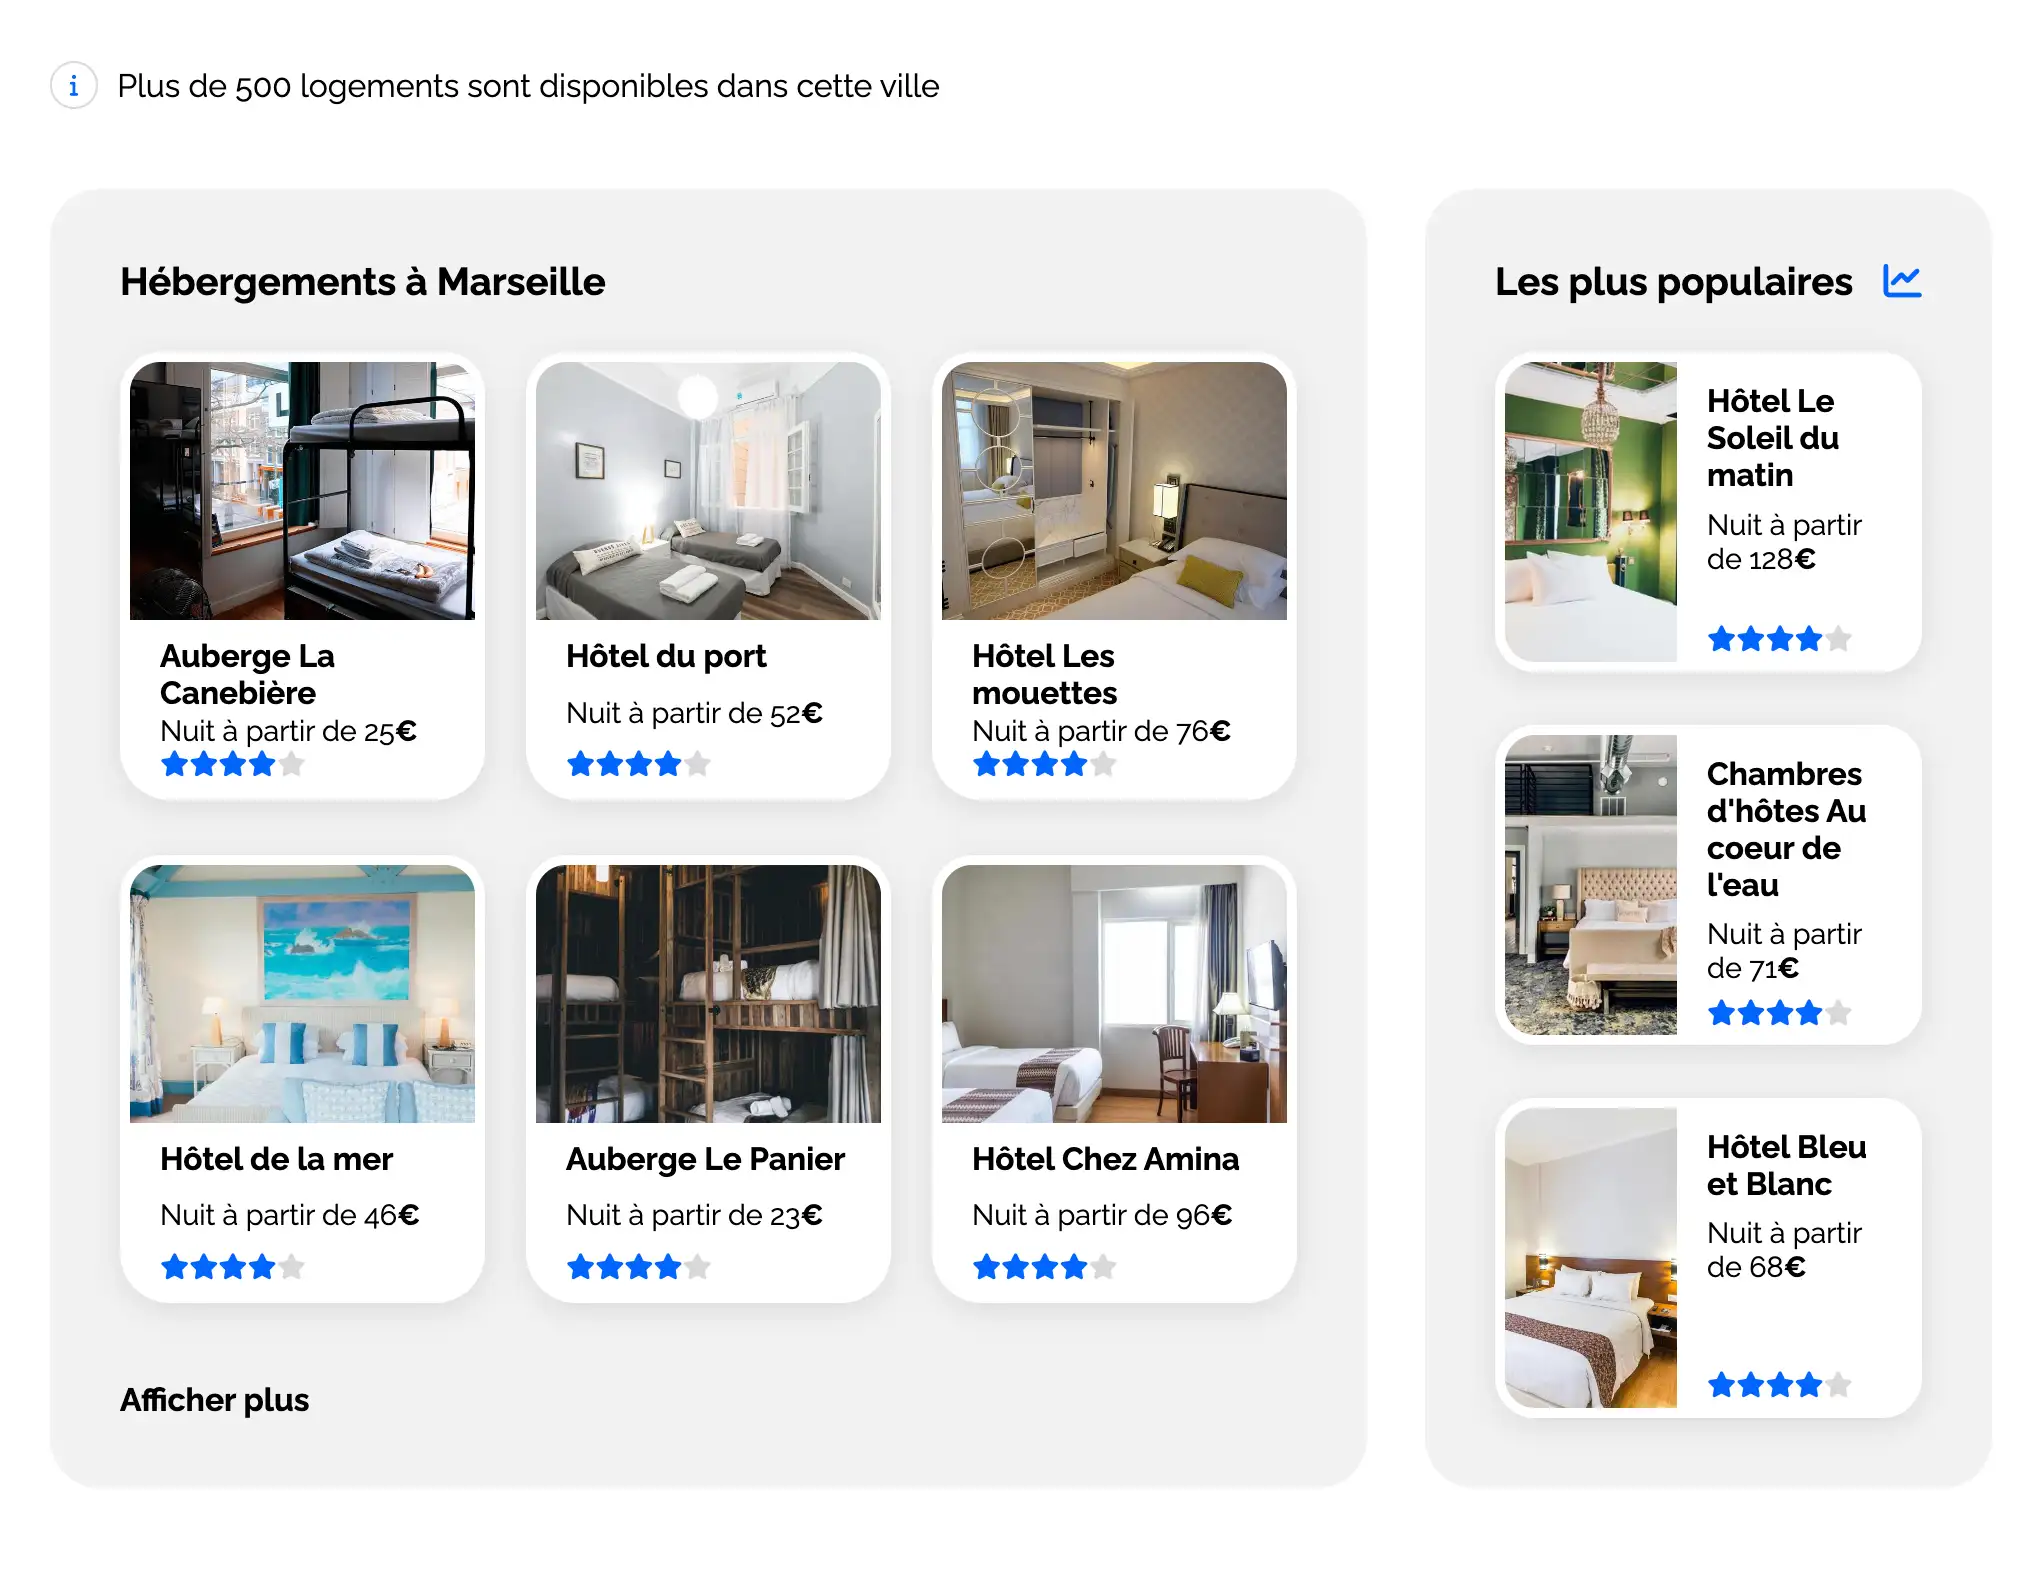 Plus de 500 logements sont disponibles dans cette ville
Hébergements à Marseille
Auberge La
Canebière
Nuit à partir de 25€
Hôtel du port
Nuit à partir de 52€
Hôtel Les
mouettes
Nuit à partir de 76€
Hôtel de la mer
Nuit à partir de 46€
Auberge Le Panier
Nuit à partir de 23€
Hôtel Chez Amina
Nuit à partir de 96€
Afficher plus
Les plus populaires
Hôtel Le
Soleil du
matin
Nuit à partir
de 128€
Chambres
d'hôtes Au
coeur de
l'eau
Nuit à partir
de 71€
Hôtel Bleu
et Blanc
Nuit à partir
de 68€